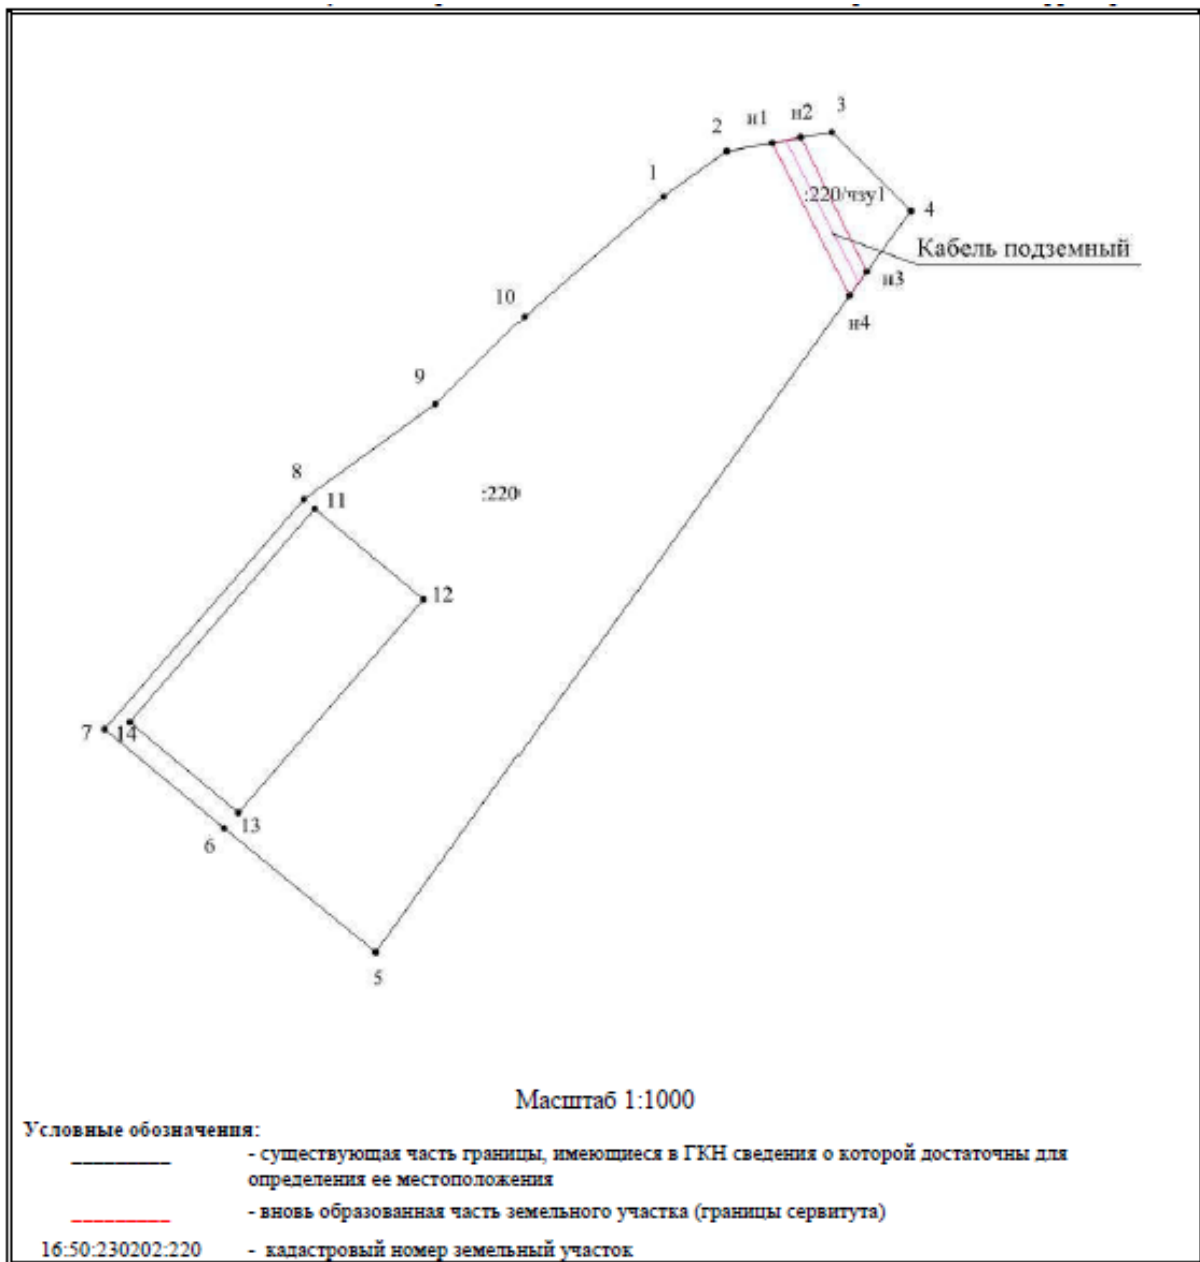 3
н2
н1
2
1
:220/чзу1
4
Кабель подземный
н3
10
н4
9
8
:220
11
12
7
14
13
6
5
Масштаб 1:1000
Условные обозначения:
- существующая часть границы, имеющиеся в ГКН сведения о которой достаточны для
определения ее местоположения
- вновь образованная часть земельного участка (границы сервитута)
16:50:230202:220 - кадастровый номер земельный участок